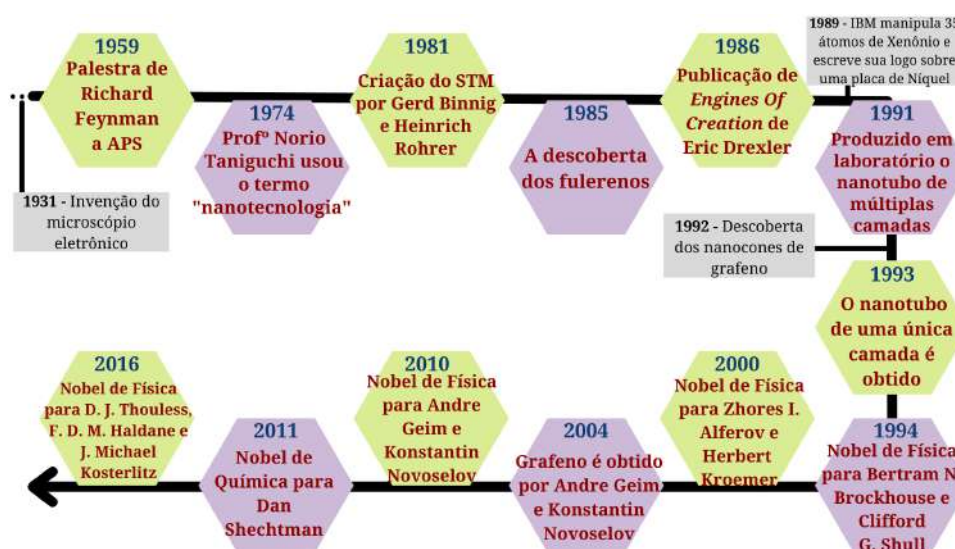 1959
Palestra de
Richard
Feynman
a APS
1974
Profº Norio
Taniguchi usou
o termo
"nanotecnologia"
1981
Criação do STM
por Gerd Binnig
e Heinrich
Rohrer
1985
A descoberta
dos fulerenos
1986
Publicação de
Engines Of
Creation de
Eric Drexler
1989 - IBM manipula 35
átomos de Xenônio e
escreve sua logo sobre
uma placa de Níquel
1991
Produzido em
laboratório o
nanotubo de
múltiplas
camadas
1931 - Invenção do
microscópio
eletrônico
1992 - Descoberta
dos nanocones de
grafeno
1993
O nanotubo
de uma única
camada é
obtido
1994
Nobel de Física
para Bertram N.
Brockhouse e
Clifford
G. Shull
2000
Nobel de Física
para Zhores I.
Alferov e
Herbert
Kroemer
2004
Grafeno é obtido
por Andre Geim
e Konstantin
Novoselov
2010
Nobel de Física
para Andre
Geim e
Konstantin
Novoselov
2011
Nobel de
Química para
Dan
Shechtman
2016
Nobel de Física
para D. J. Thouless,
F. D. M. Haldane e
J. Michael
Kosterlitz